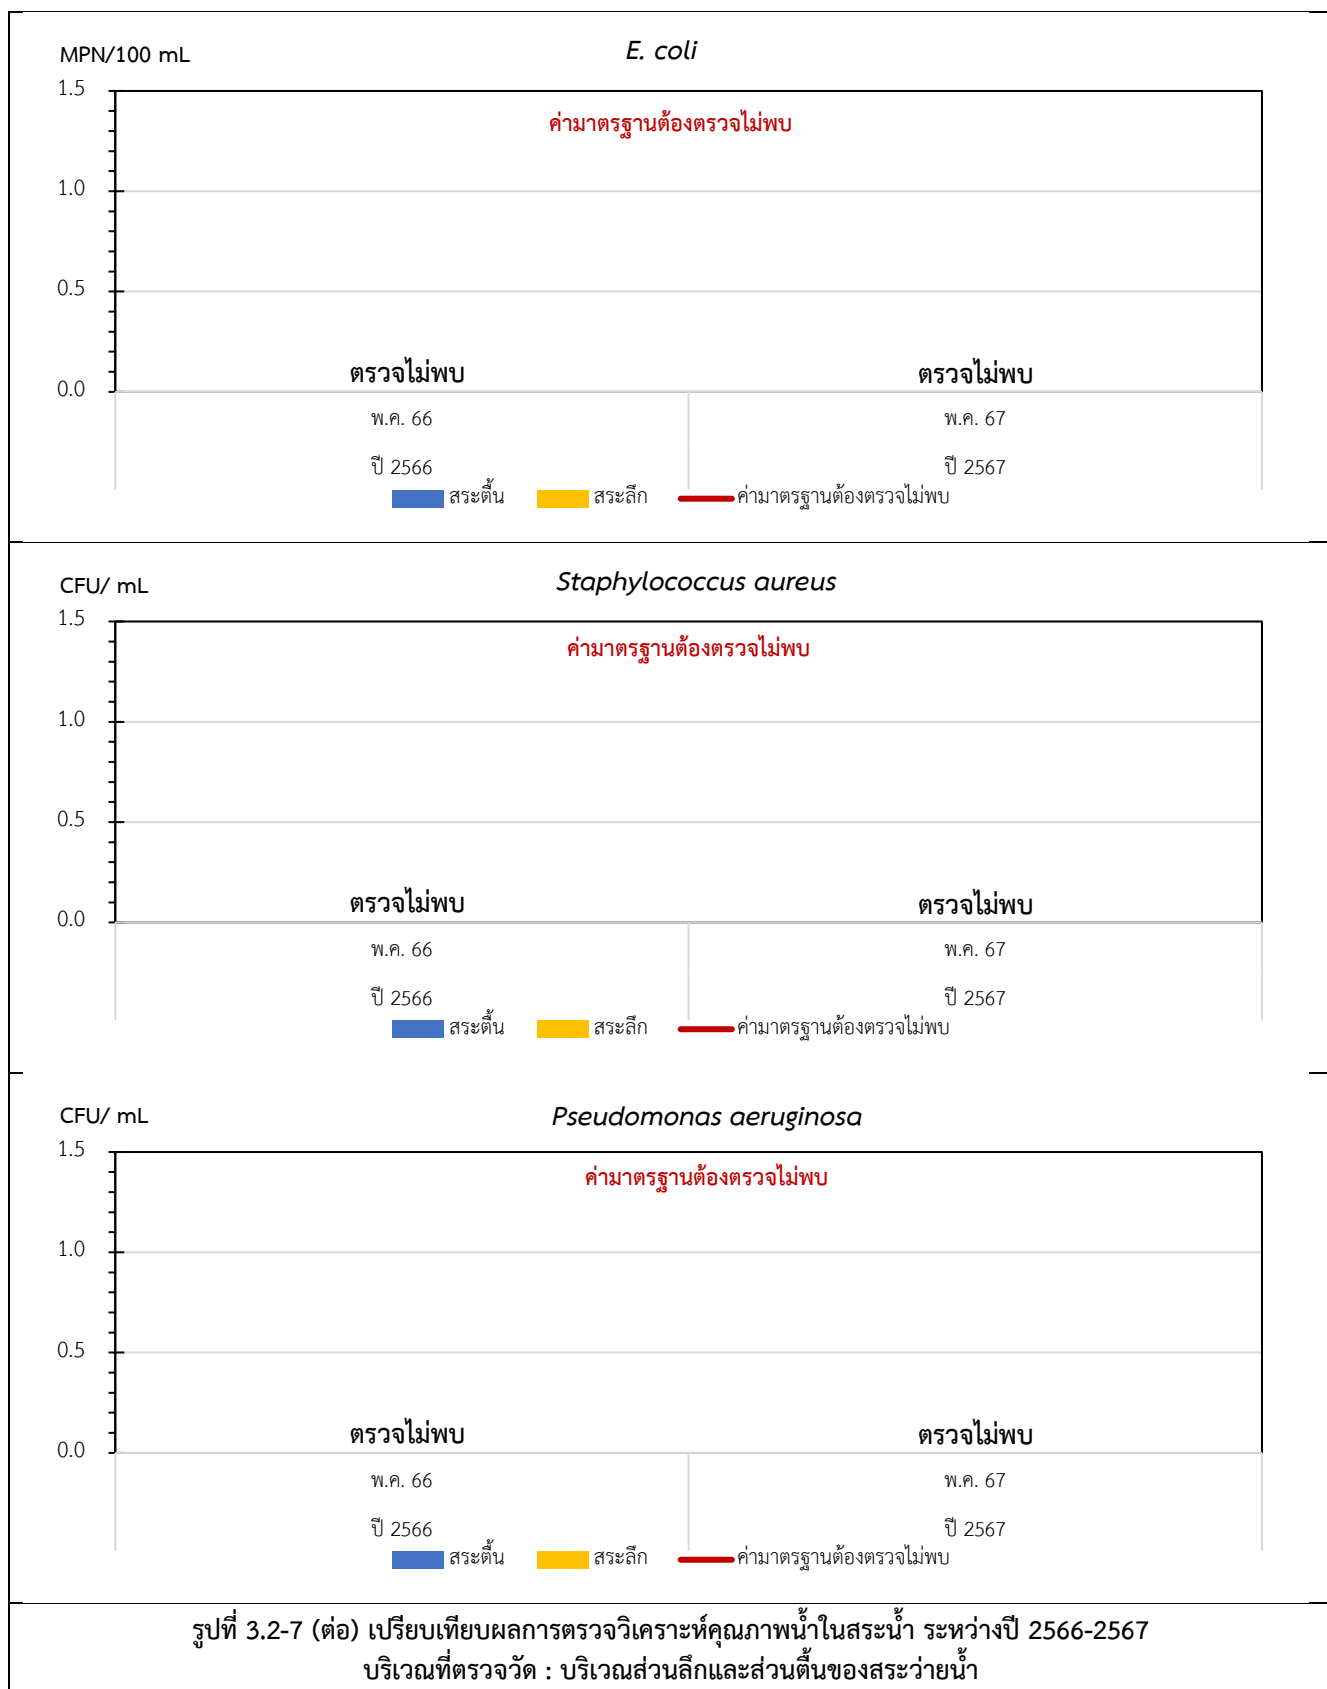 MPN/100 mL
E. coli
1.5
ค่ามาตรฐานต้องตรวจไม่พบ
1.0
0.5
ตรวจไม่พบ ตรวจไม่พบ
0.0
พ.ค. 66 พ.ค. 67
ปี 2566 ปี 2567
สระตื้น สระลึก ค่ามาตรฐานต้องตรวจไม่พบ
CFU/ mL
Staphylococcus aureus
1.5
ค่ามาตรฐานต้องตรวจไม่พบ
1.0
0.5
ตรวจไม่พบ ตรวจไม่พบ
0.0
พ.ค. 66 พ.ค. 67
ปี 2566 ปี 2567
สระตื้น สระลึก ค่ามาตรฐานต้องตรวจไม่พบ
CFU/ mL
Pseudomonas aeruginosa
1.5
ค่ามาตรฐานต้องตรวจไม่พบ
1.0
0.5
ตรวจไม่พบ ตรวจไม่พบ
0.0
พ.ค. 66 พ.ค. 67
ปี 2566 ปี 2567
สระตื้น สระลึก ค่ามาตรฐานต้องตรวจไม่พบ
รูปที่ 3.2-7 (ต่อ) เปรียบเทียบผลการตรวจวิเคราะห์คุณภาพน้ำในสระน้ำ ระหว่างปี 2566-2567
บริเวณที่ตรวจวัด : บริเวณส่วนลึกและส่วนตื้นของสระว่ายน้ำ